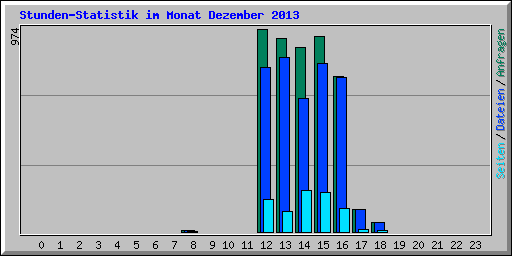 Stunden-Statistik im Monat Dezember 2013
974
Seiten / Dateien / Anfragen
0 1 2 3 4 5 6 7 8 9 10 11 12 13 14 15 16 17 18 19 20 21 22 23